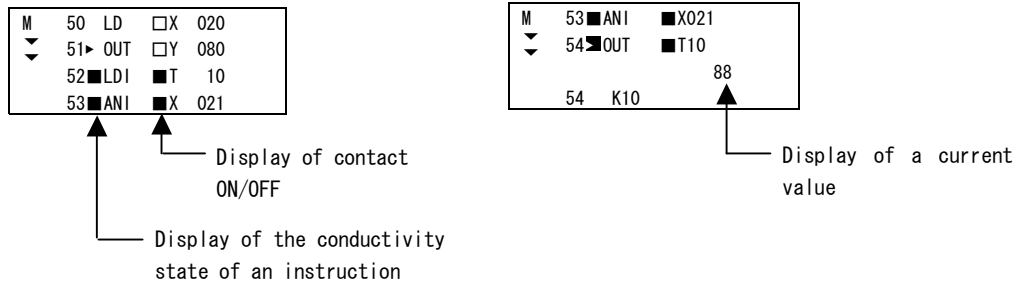 M 50 LD □X 020
51▶ OUT □Y 080
52■LDI ■T 10
53■ANI ■X 021
Display of contact
ON/OFF
Display of the conductivity
state of an instruction
M 53■ANI ■X021
54▶OUT ■T10
88
54 K10
Display of a current
value